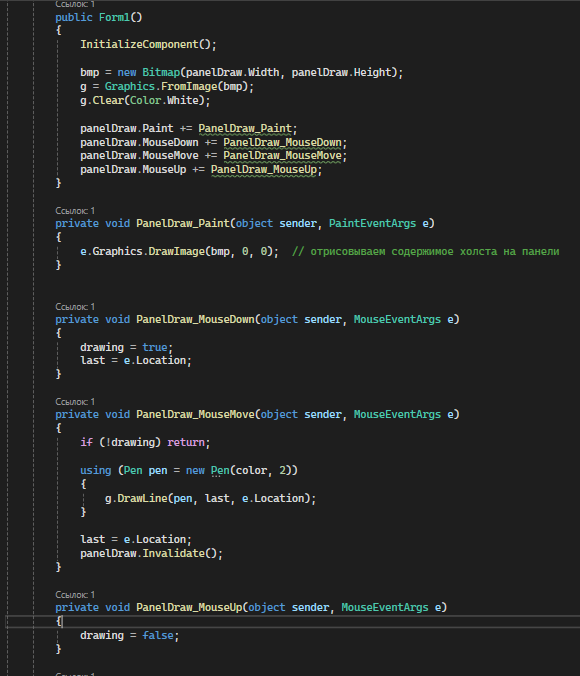 Ссылок: 1
public Form1()
{
InitializeComponent();
bmp = new Bitmap(panelDraw.Width, panelDraw.Height);
g = Graphics.FromImage(bmp);
g.Clear(Color.White);
panelDraw.Paint += PanelDraw_Paint;
panelDraw.MouseDown += PanelDraw_MouseDown;
panelDraw.MouseMove += PanelDraw_MouseMove;
panelDraw.MouseUp += PanelDraw_MouseUp;
}
Ссылок: 1
private void PanelDraw_Paint(object sender, PaintEventArgs e)
{
e.Graphics.DrawImage(bmp, 0, 0);  // отрисовываем содержимое холста на панели
}
Ссылок: 1
private void PanelDraw_MouseDown(object sender, MouseEventArgs e)
{
drawing = true;
last = e.Location;
}
Ссылок: 1
private void PanelDraw_MouseMove(object sender, MouseEventArgs e)
{
if (!drawing) return;
using (Pen pen = new Pen(color, 2))
{
g.DrawLine(pen, last, e.Location);
}
last = e.Location;
panelDraw.Invalidate();
}
Ссылок: 1
private void PanelDraw_MouseUp(object sender, MouseEventArgs e)
{
drawing = false;
}
Ссылок: 1